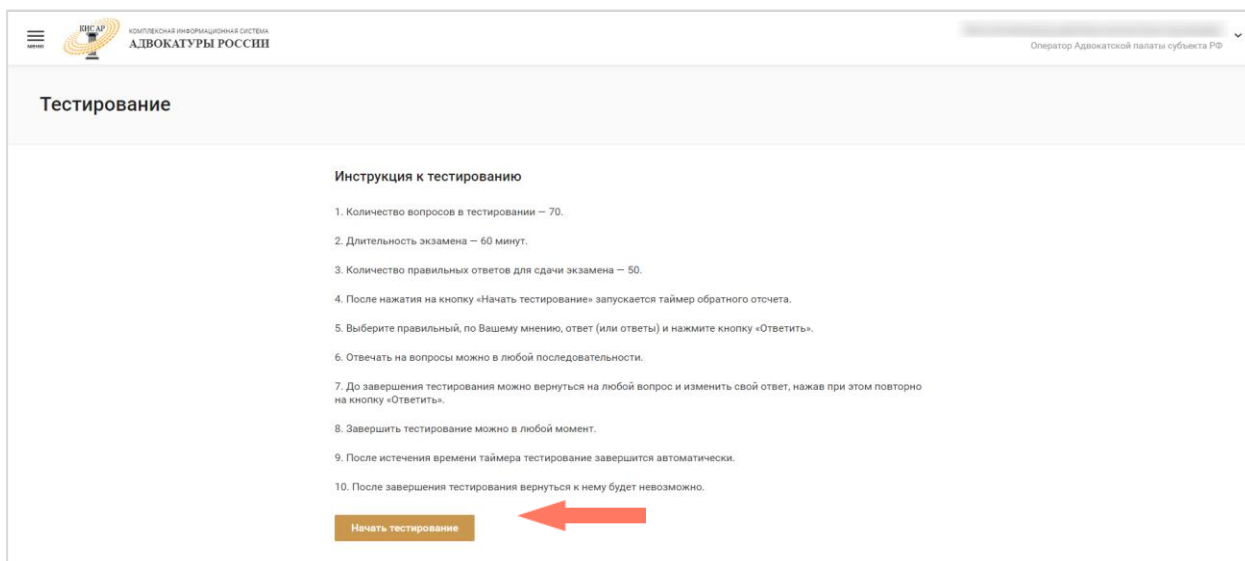 КИС АР
МЕНЮ
КОМПЛЕКСНАЯ ИНФОРМАЦИОННАЯ СИСТЕМА
АДВОКАТУРЫ РОССИИ
Оператор Адвокатской палаты субъекта РФ
Тестирование
Инструкция к тестированию
1. Количество вопросов в тестировании — 70.
2. Длительность экзамена — 60 минут.
3. Количество правильных ответов для сдачи экзамена — 50.
4. После нажатия на кнопку «Начать тестирование» запускается таймер обратного отсчета.
5. Выберите правильный, по Вашему мнению, ответ (или ответы) и нажмите кнопку «Ответить».
6. Отвечать на вопросы можно в любой последовательности.
7. До завершения тестирования можно вернуться на любой вопрос и изменить свой ответ, нажав при этом повторно
на кнопку «Ответить».
8. Завершить тестирование можно в любой момент.
9. После истечения времени таймера тестирование завершится автоматически.
10. После завершения тестирования вернуться к нему будет невозможно.
Начать тестирование